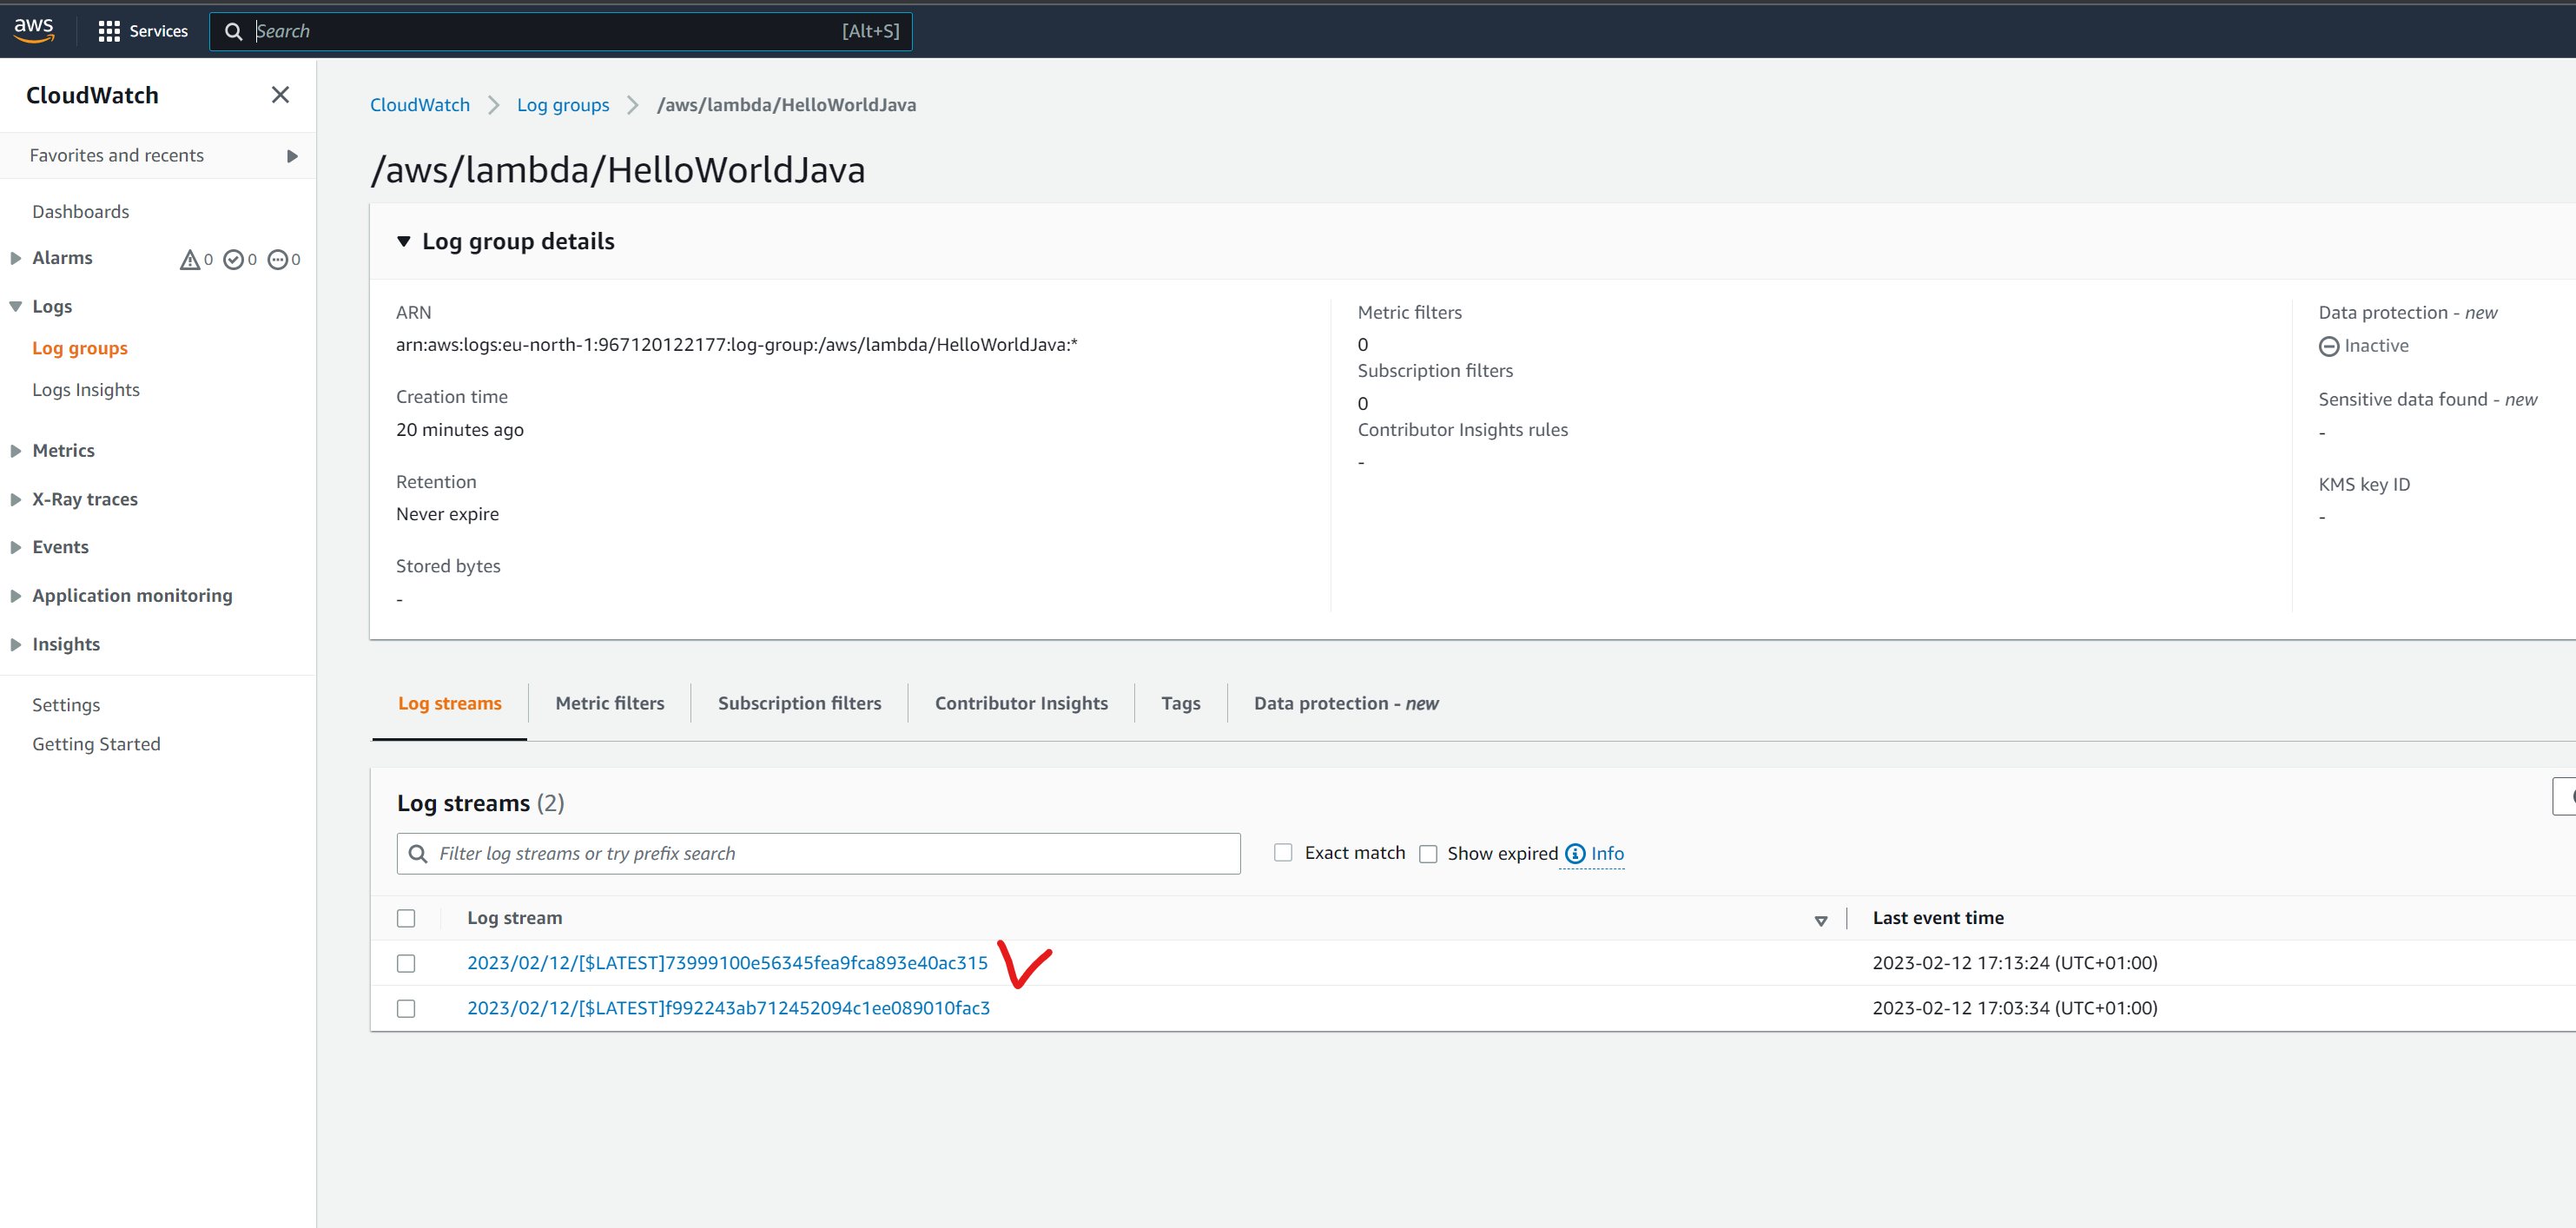 aws Services Search [Alt+S]
CloudWatch
Favorites and recents
Dashboards
Alarms 0 0 0
Logs
Log groups
Logs Insights
Metrics
X-Ray traces
Events
Application monitoring
Insights
Settings
Getting Started
CloudWatch Log groups /aws/lambda/HelloWorldJava
/aws/lambda/HelloWorldJava
Log group details
ARN
arn:aws:logs:eu-north-1:967120122177:log-group:/aws/lambda/HelloWorldJava:*
Creation time
20 minutes ago
Retention
Never expire
Stored bytes
-
Metric filters
0
Subscription filters
0
Contributor Insights rules
-
Data protection - new
Inactive
Sensitive data found - new
-
KMS key ID
-
Log streams Metric filters Subscription filters Contributor Insights Tags Data protection - new
Log streams (2)
Filter log streams or try prefix search Exact match Show expired Info
Log stream Last event time
2023/02/12/[$LATEST]73999100e56345fea9fca893e40ac315 2023-02-12 17:13:24 (UTC+01:00)
2023/02/12/[$LATEST]f992243ab712452094c1ee089010fac3 2023-02-12 17:03:34 (UTC+01:00)